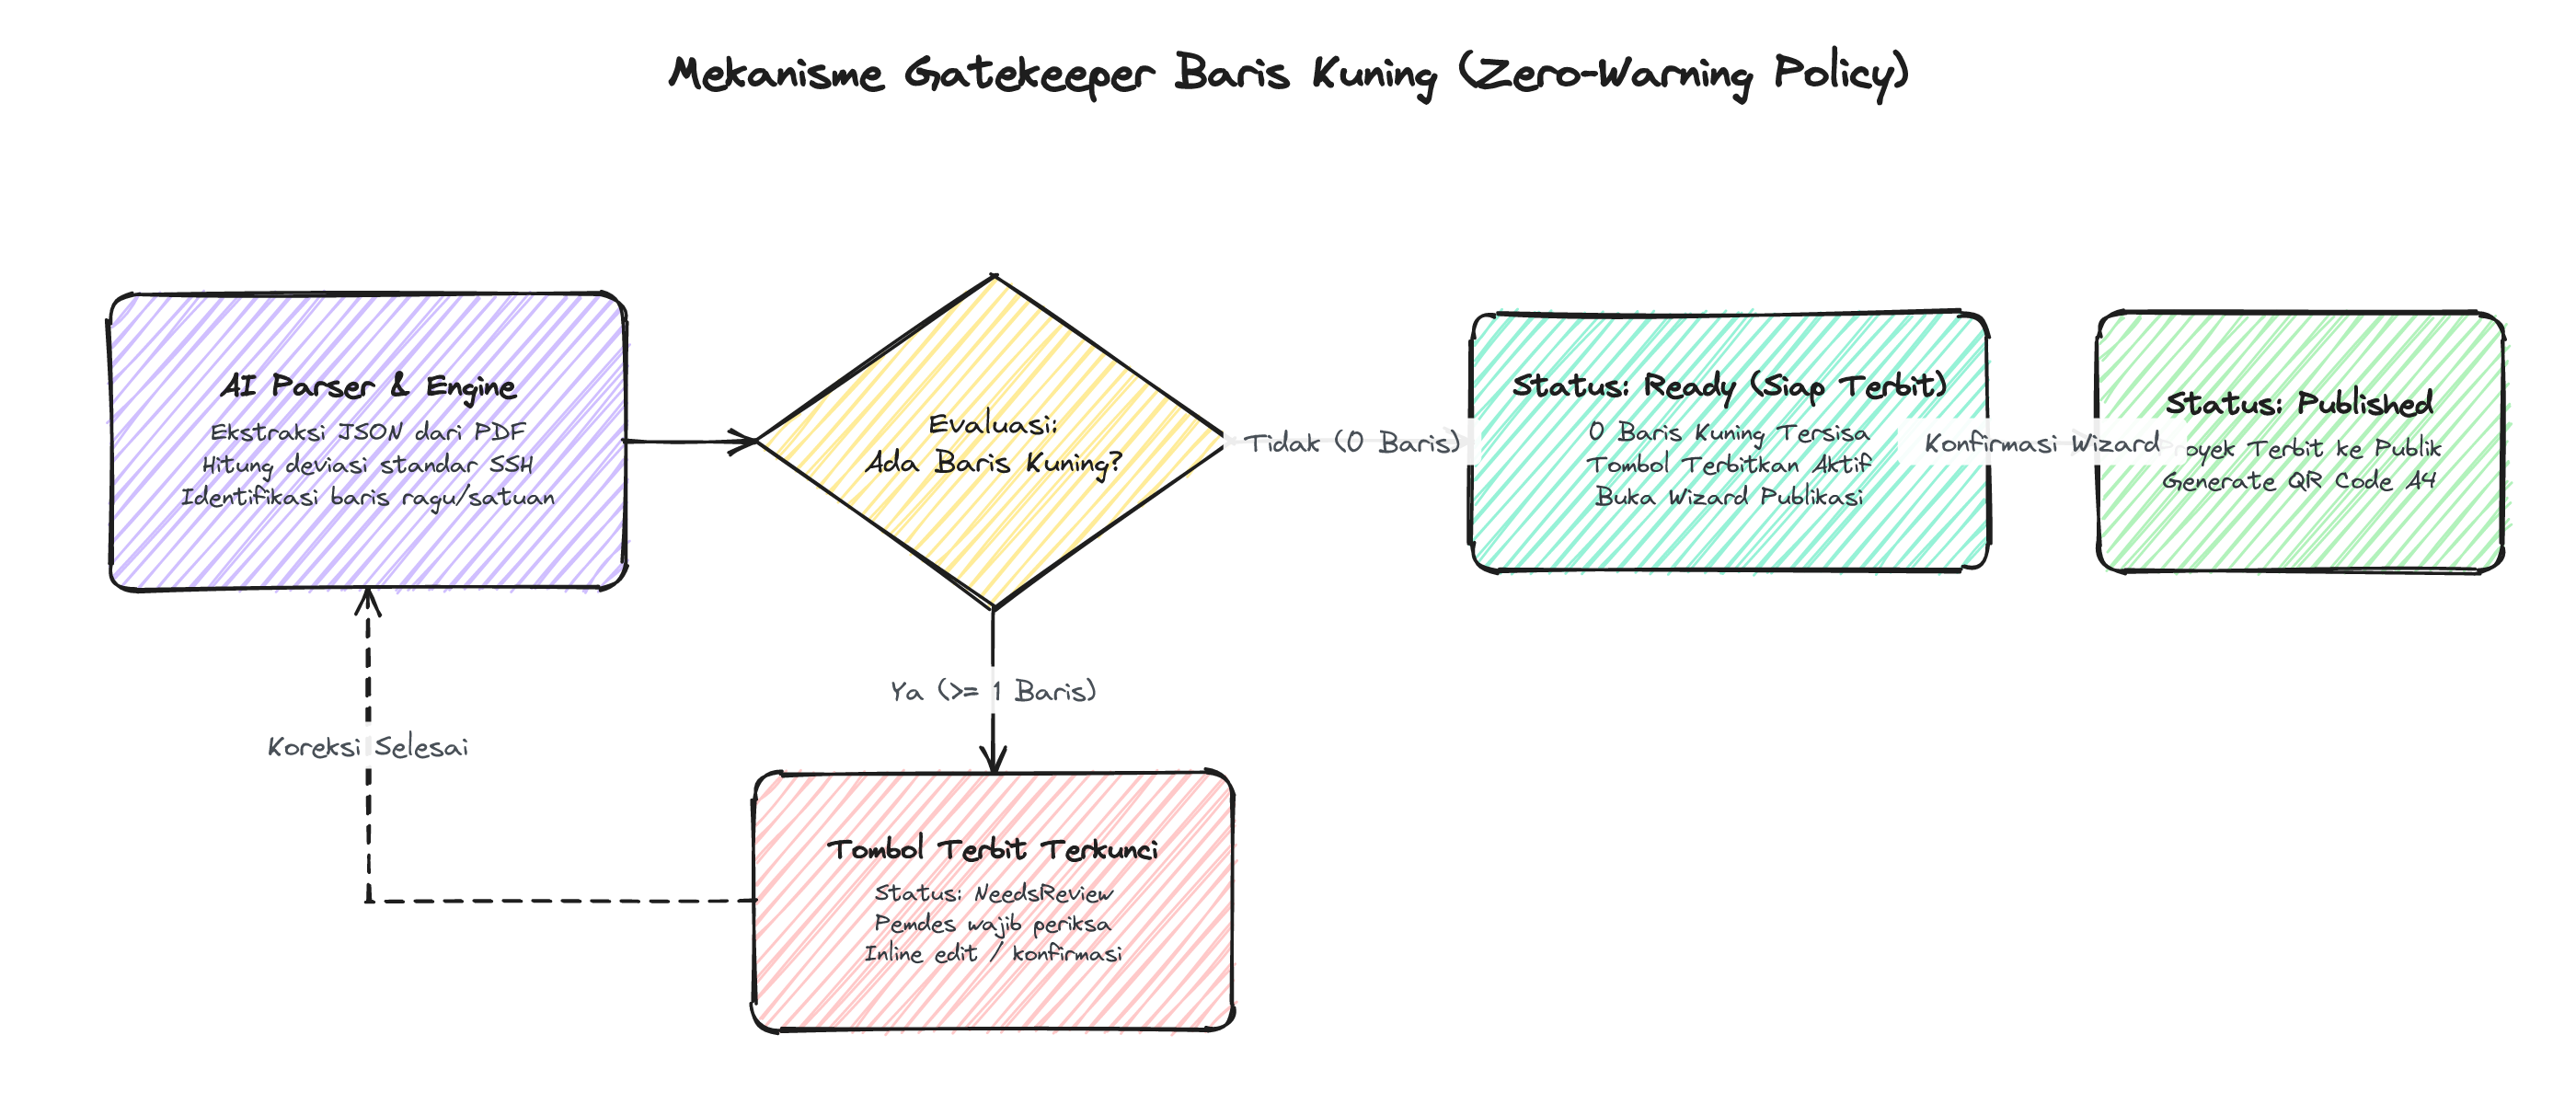 Mekanisme Gatekeeper Baris Kuning (Zero-Warning Policy)
AI Parser & Engine
Ekstraksi JSON dari PDF
Hitung deviasi standar SSH
Identifikasi baris ragu/satuan
Evaluasi:
Ada Baris Kuning?
Tidak (0 Baris)
Status: Ready (Siap Terbit)
0 Baris Kuning Tersisa
Tombol Terbitkan Aktif
Buka Wizard Publikasi
Konfirmasi Wizard
Status: Published
royek Terbit ke Publik
Generate QR Code A4
Ya (>= 1 Baris)
Koreksi Selesai
Tombol Terbit Terkunci
Status: NeedsReview
Pemdes wajib periksa
Inline edit / konfirmasi